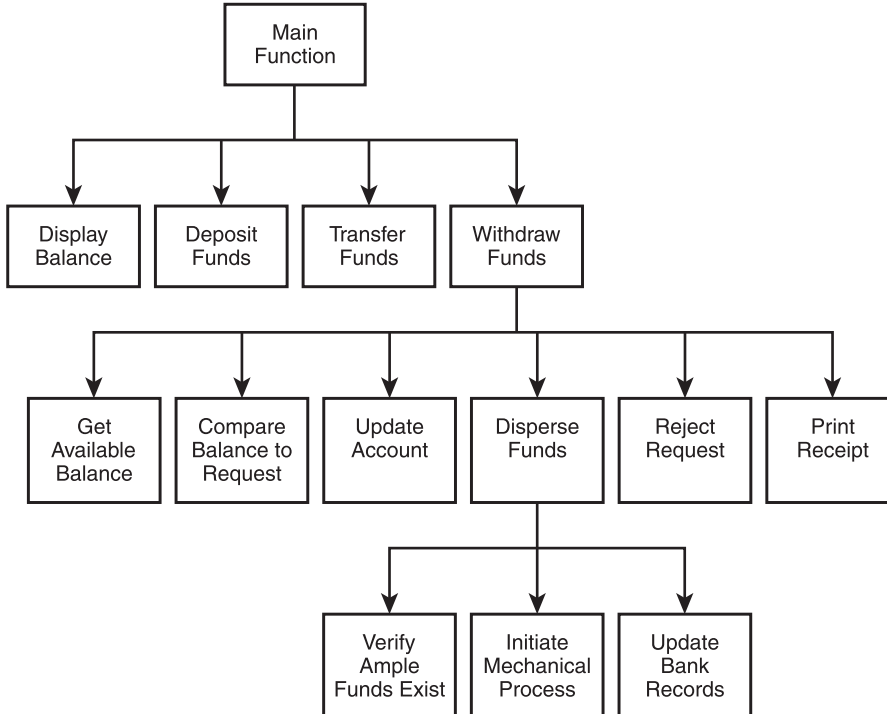 Main
Function
Display
Balance
Deposit
Funds
Transfer
Funds
Withdraw
Funds
Get
Available
Balance
Compare
Balance to
Request
Update
Account
Disperse
Funds
Reject
Request
Print
Receipt
Verify
Ample
Funds Exist
Initiate
Mechanical
Process
Update
Bank
Records